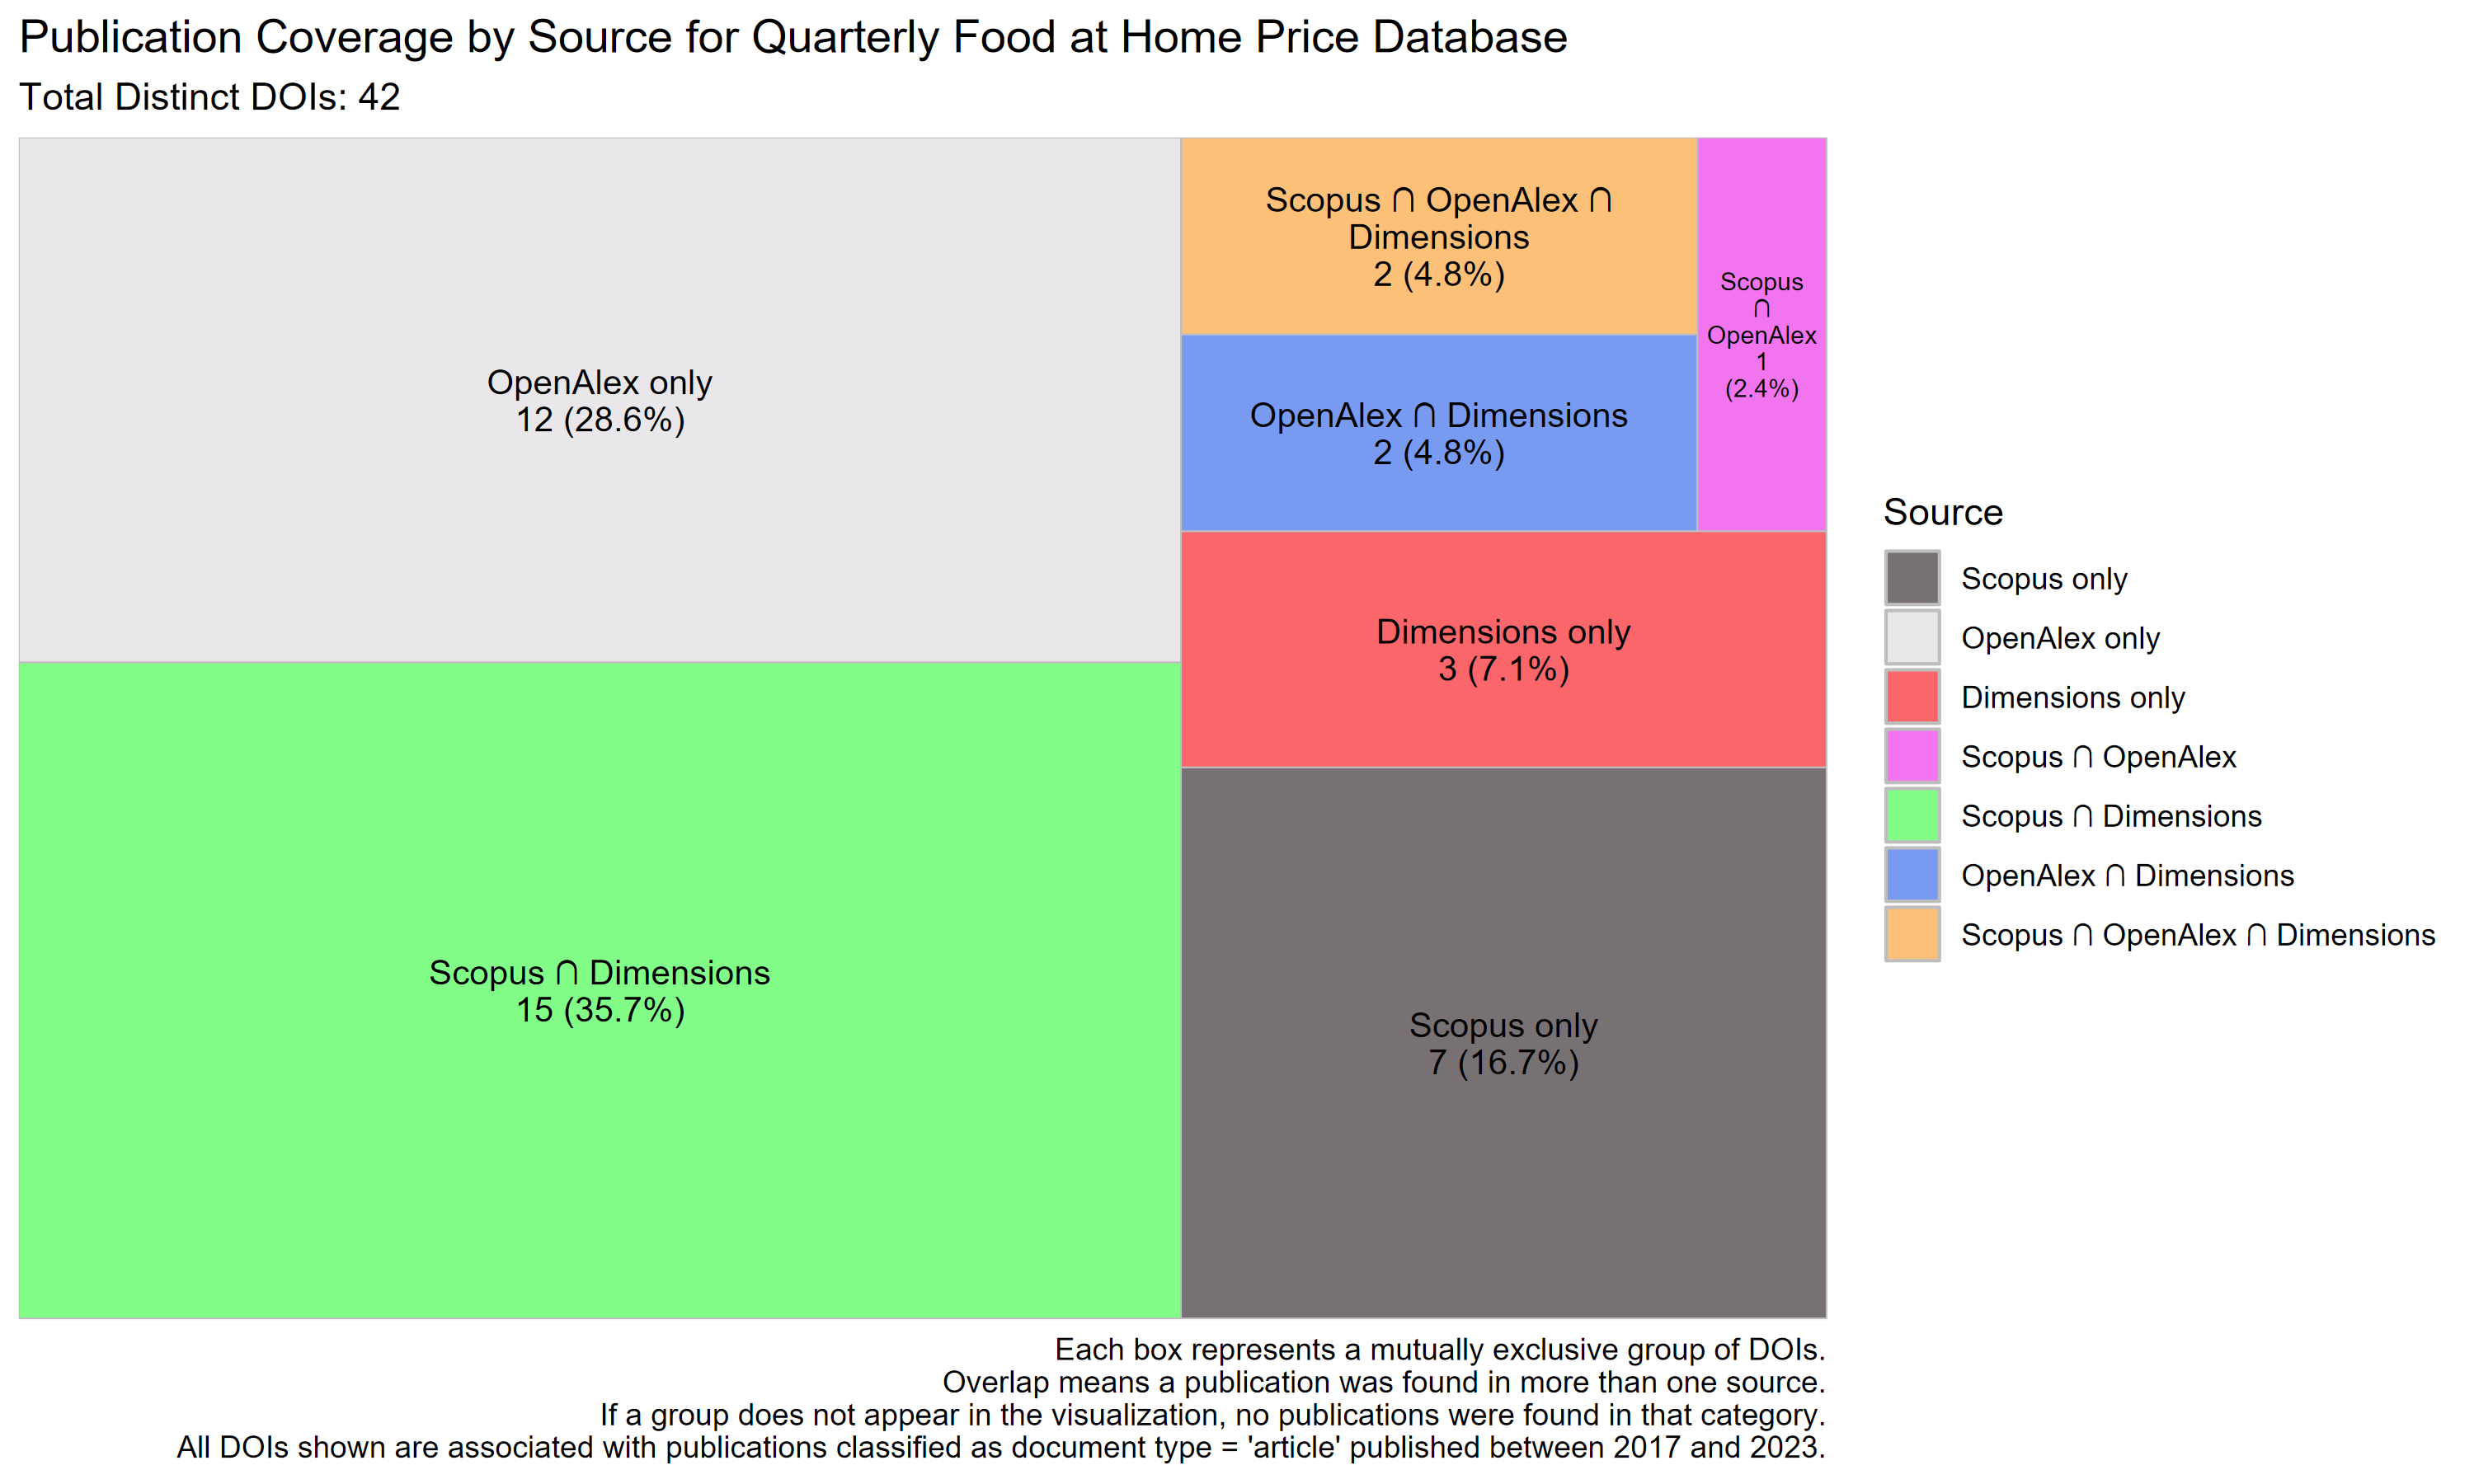 Publication Coverage by Source for Quarterly Food at Home Price Database
Total Distinct DOIs: 42
OpenAlex only
12 (28.6%)
Scopus ∩ OpenAlex ∩
Dimensions
2 (4.8%)
Scopus
∩
OpenAlex
1
(2.4%)
OpenAlex ∩ Dimensions
2 (4.8%)
Dimensions only
3 (7.1%)
Scopus ∩ Dimensions
15 (35.7%)
Scopus only
7 (16.7%)
Source
Scopus only
OpenAlex only
Dimensions only
Scopus ∩ OpenAlex
Scopus ∩ Dimensions
OpenAlex ∩ Dimensions
Scopus ∩ OpenAlex ∩ Dimensions
Each box represents a mutually exclusive group of DOIs.
Overlap means a publication was found in more than one source.
If a group does not appear in the visualization, no publications were found in that category.
All DOIs shown are associated with publications classified as document type = 'article' published between 2017 and 2023.